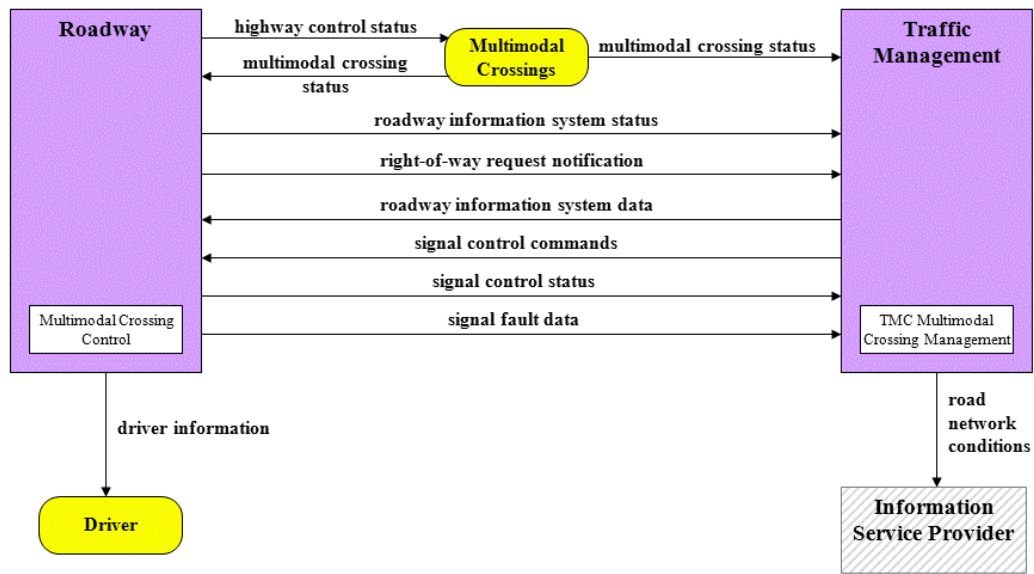 Roadway
highway control status
Multimodal
Crossings
multimodal crossing status
Traffic
Management
multimodal crossing
status
roadway information system status
right-of-way request notification
roadway information system data
signal control commands
signal control status
signal fault data
Multimodal Crossing
Control
TMC Multimodal
Crossing Management
driver information
road
network
conditions
Driver
Information
Service Provider